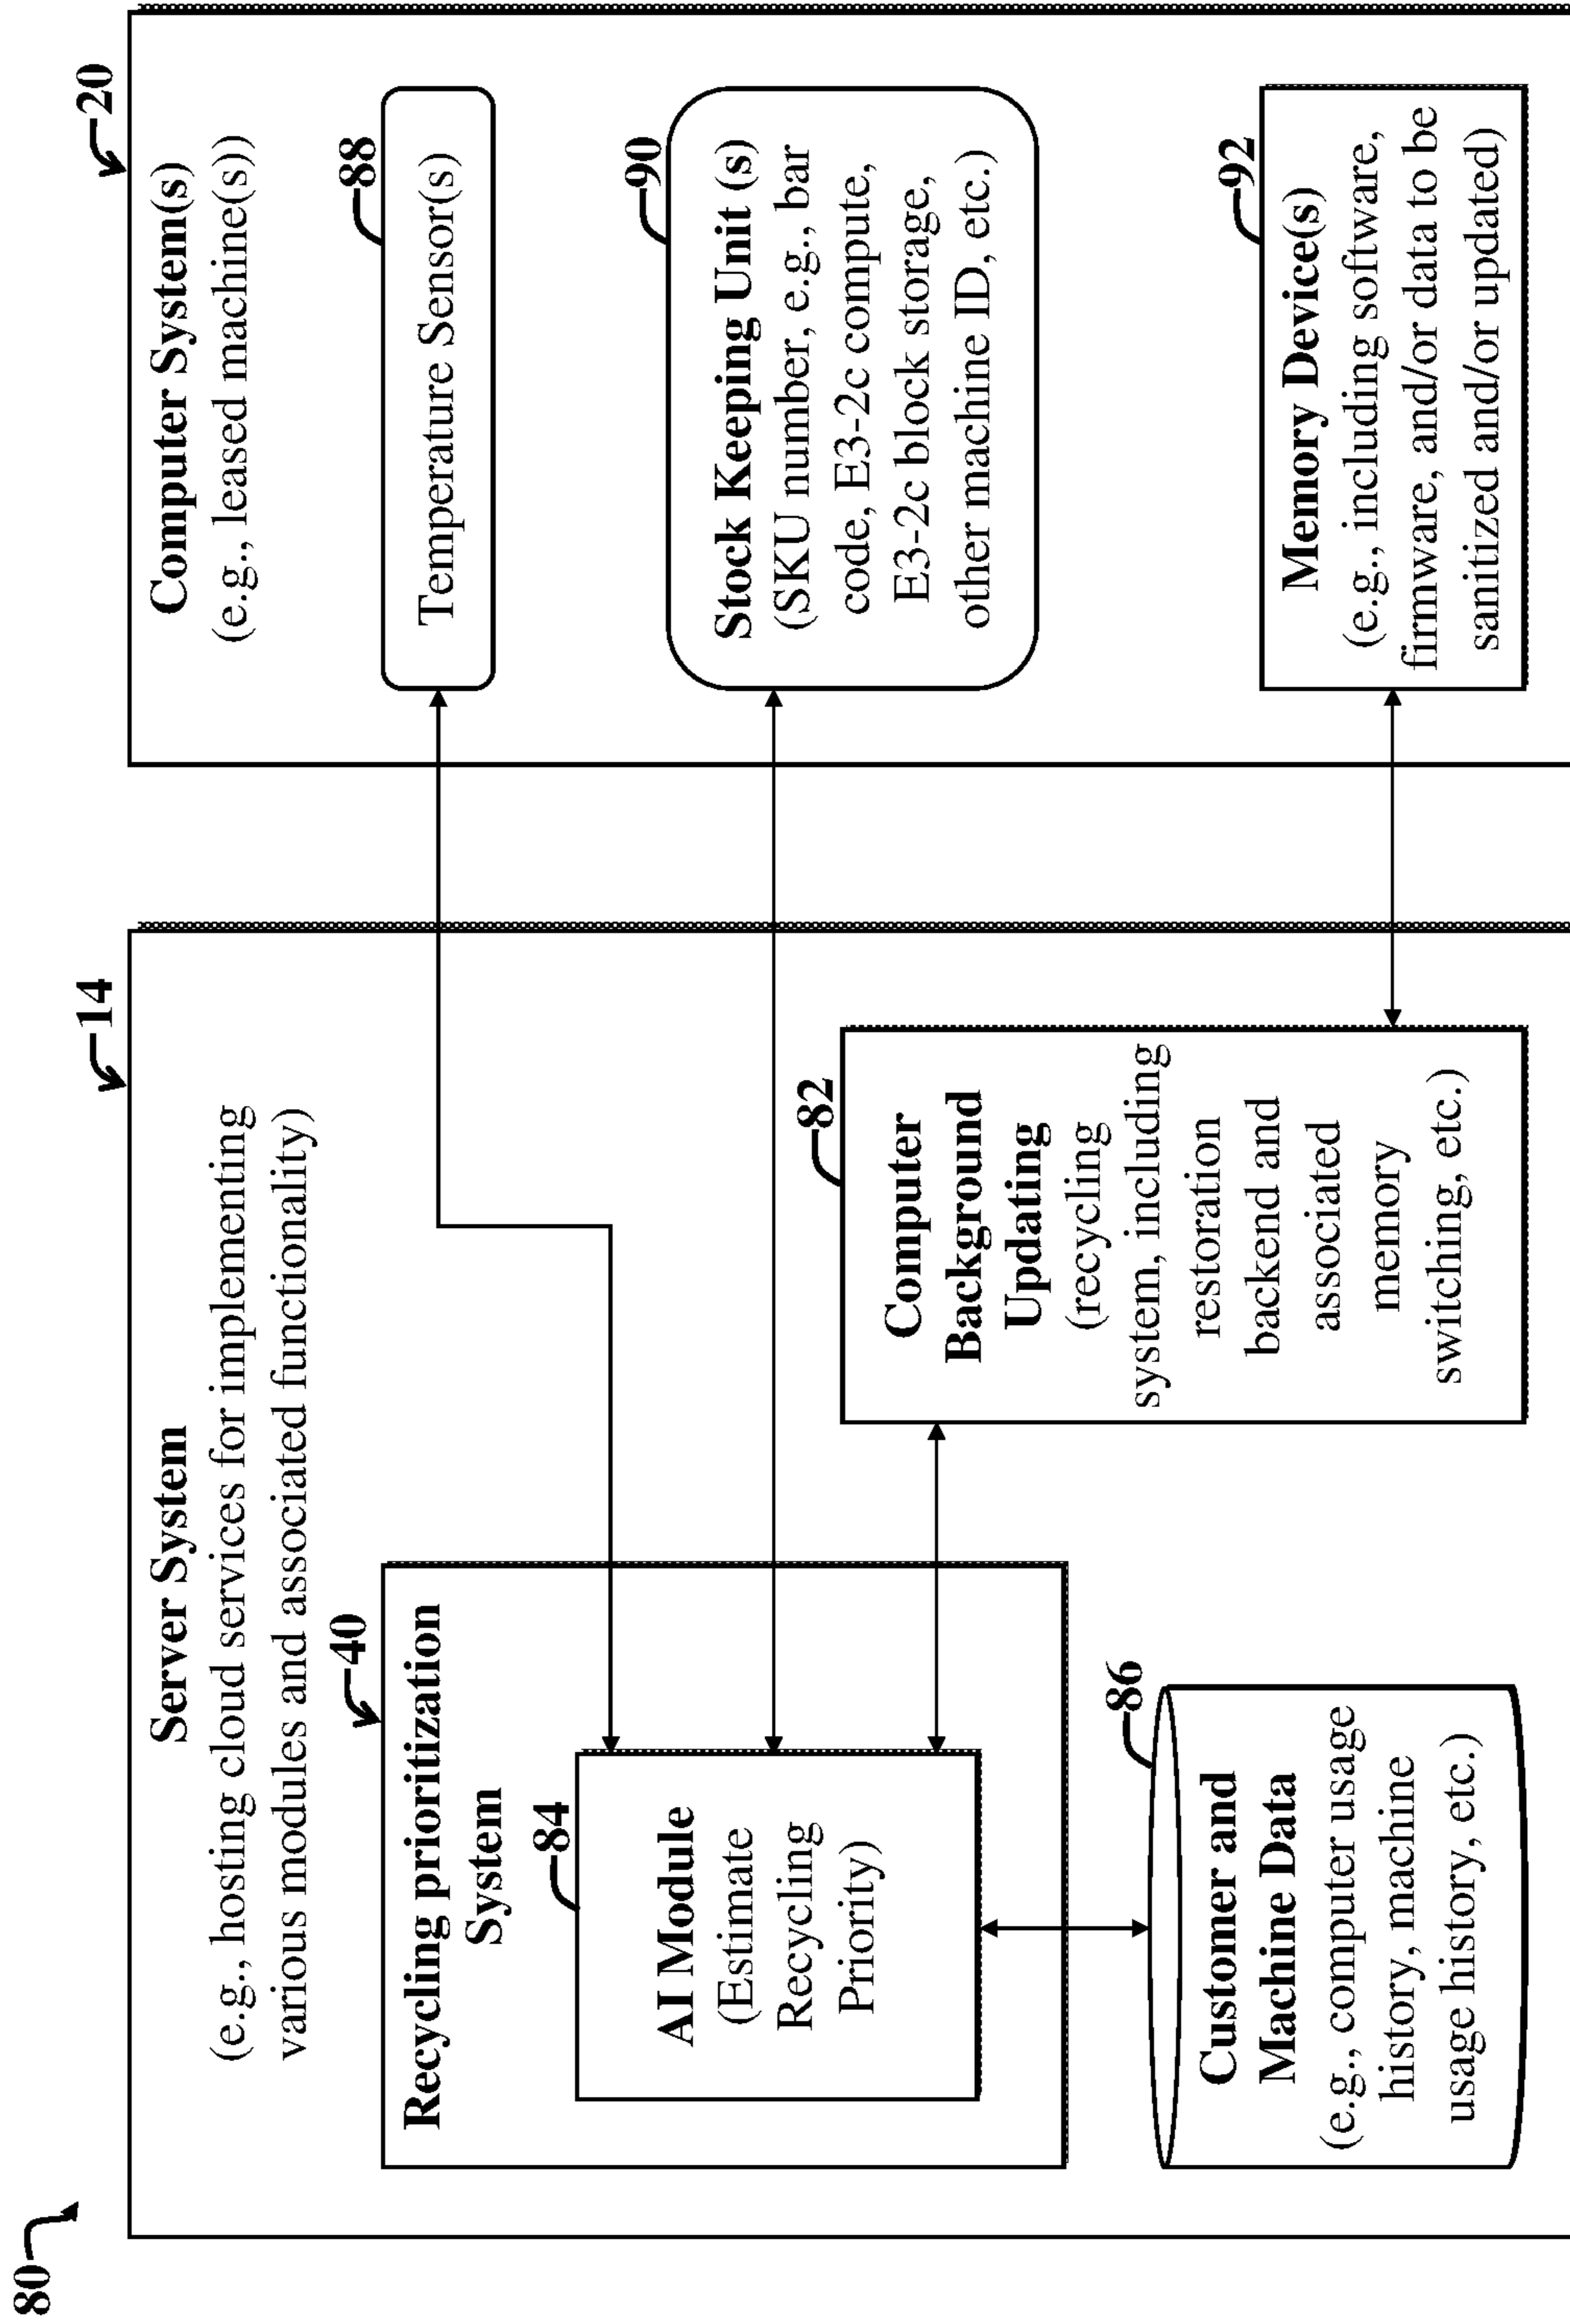 80
14
Server System
(e.g., hosting cloud services for implementing
various modules and associated functionality)
40
Recycling prioritization
System
84
AI Module
(Estimate
Recycling
Priority)
86
Customer and
Machine Data
(e.g., computer usage
history, machine
usage history, etc.)
82
Computer
Background
Updating
(recycling
system, including
restoration
backend and
associated
memory
switching, etc.)
20
Computer System(s)
(e.g., leased machine(s))
88
Temperature Sensor(s)
90
Stock Keeping Unit (s)
(SKU number, e.g., bar
code, E3-2c compute,
E3-2c block storage,
other machine ID, etc.)
92
Memory Device(s)
(e.g., including software,
firmware, and/or data to be
sanitized and/or updated)